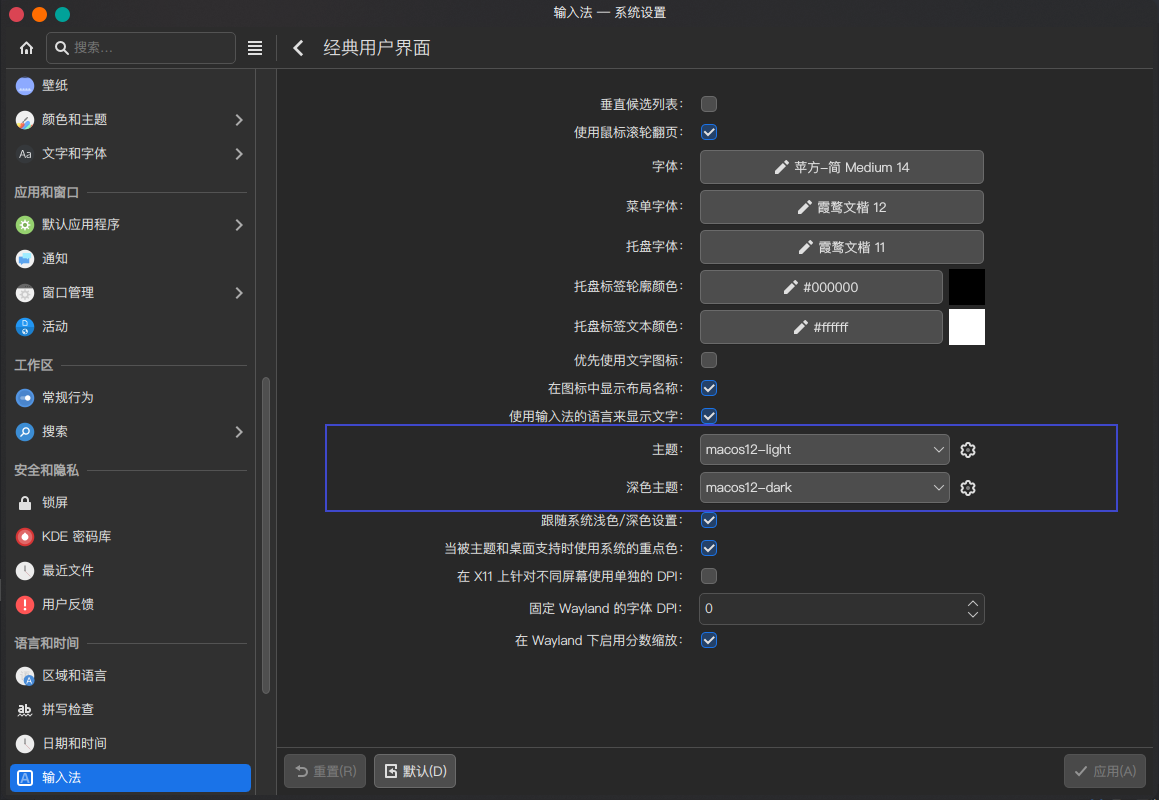 输入法 — 系统设置
搜索...
经典用户界面
壁纸
颜色和主题
Aa 文字和字体
应用和窗口
默认应用程序
通知
窗口管理
活动
工作区
常规行为
搜索
安全和隐私
锁屏
KDE 密码库
最近文件
用户反馈
语言和时间
区域和语言
ab 拼写检查
日期和时间
A 输入法
垂直候选列表：
使用鼠标滚轮翻页：
字体： 苹方-简 Medium 14
菜单字体： 霞鹜文楷 12
托盘字体： 霞鹜文楷 11
托盘标签轮廓颜色： #000000
托盘标签文本颜色： #ffffff
优先使用文字图标：
在图标中显示布局名称：
使用输入法的语言来显示文字：
主题： macos12-light
深色主题： macos12-dark
跟随系统浅色/深色设置：
当被主题和桌面支持时使用系统的重点色：
在 X11 上针对不同屏幕使用单独的 DPI：
固定 Wayland 的字体 DPI： 0
在 Wayland 下启用分数缩放：
重置(R)
默认(D)
应用(A)